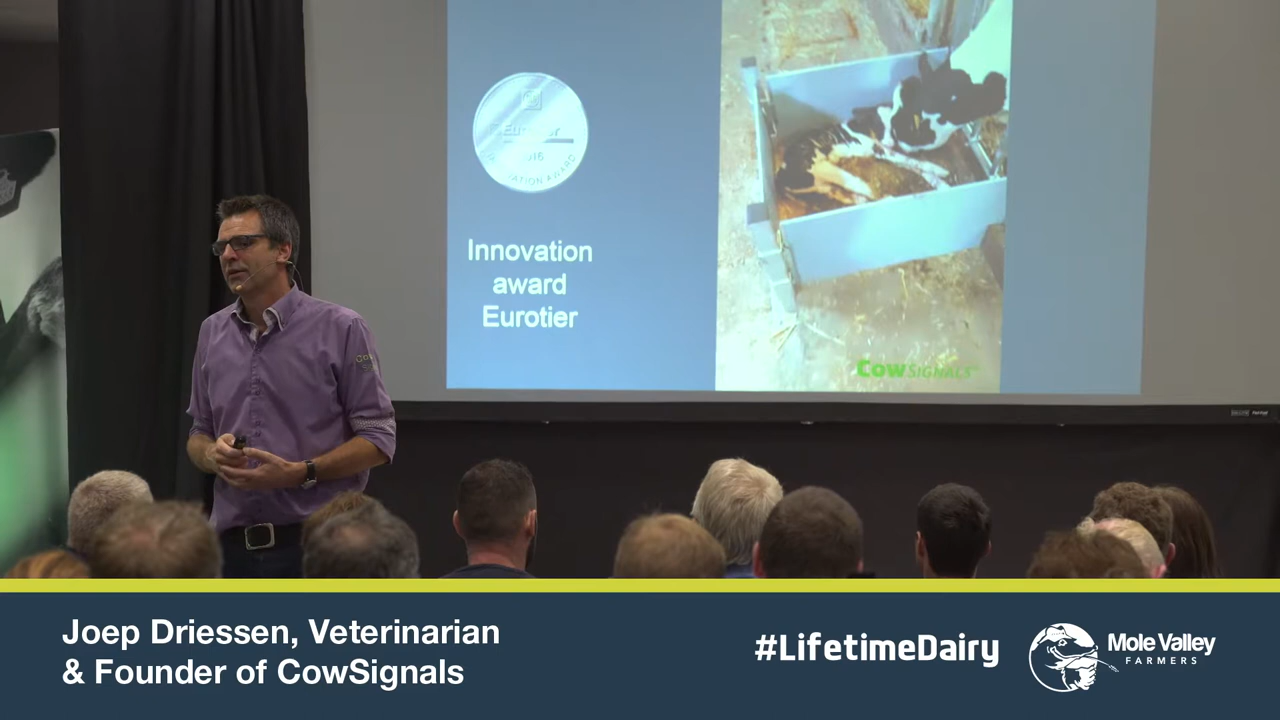 Innovation
award
Eurotier
CowSignals
Joep Driessen, Veterinarian
& Founder of CowSignals
#LifetimeDairy
Mole Valley
FARMERS